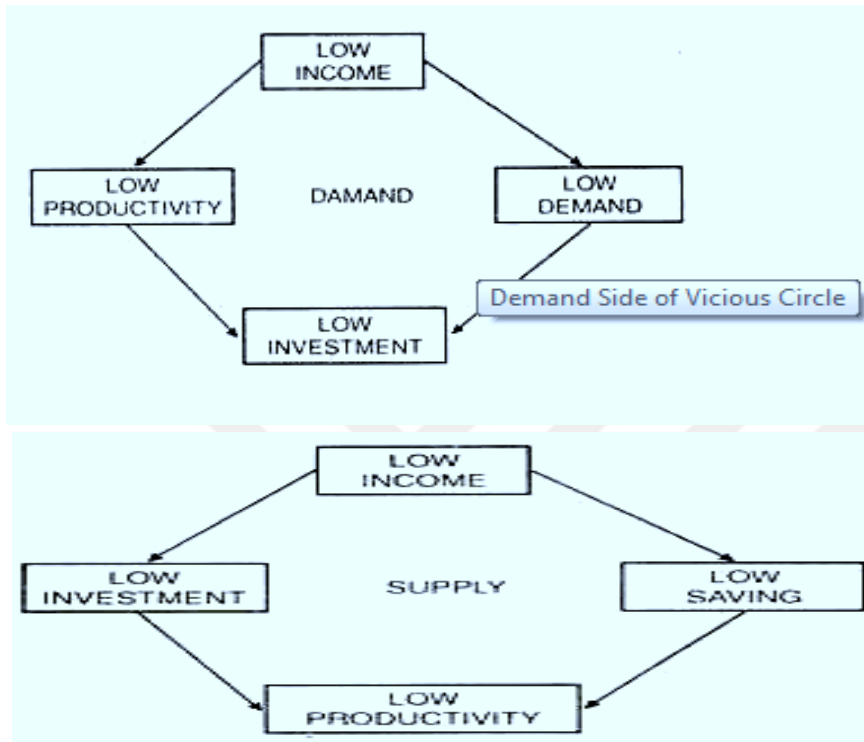 LOW
INCOME
LOW
PRODUCTIVITY
DAMAND
LOW
DEMAND
Demand Side of Vicious Circle
LOW
INVESTMENT
LOW
INCOME
LOW
INVESTMENT
SUPPLY
LOW
SAVING
LOW
PRODUCTIVITY